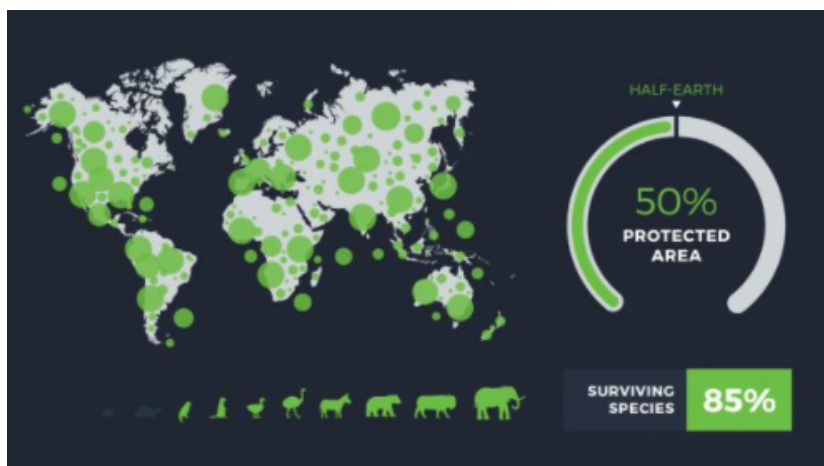 HALF-EARTH
50%
PROTECTED
AREA
SURVIVING
SPECIES
85%